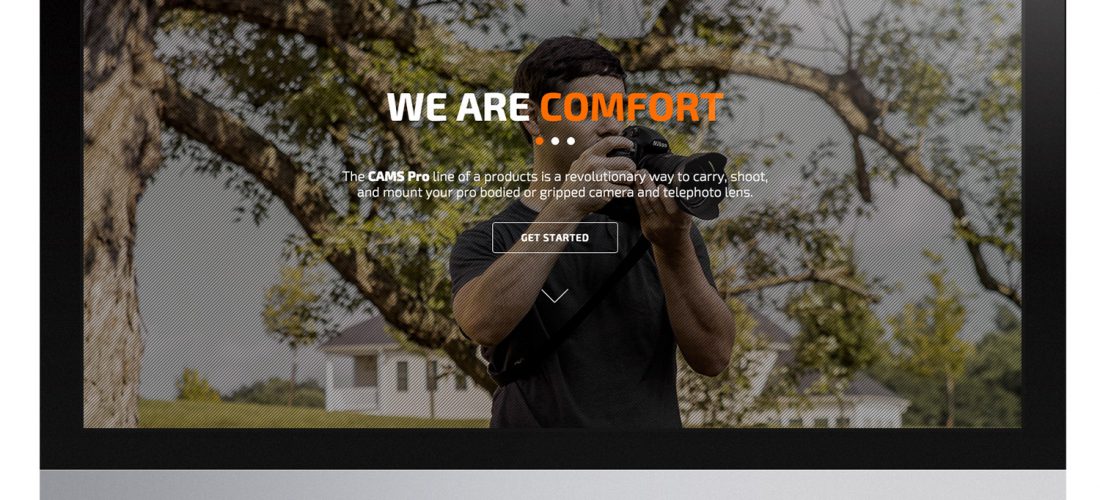 WE ARE COMFORT
Nikon
The CAMS Pro line of a products is a revolutionary way to carry, shoot,
and mount your pro bodied or gripped camera and telephoto lens.
GET STARTED